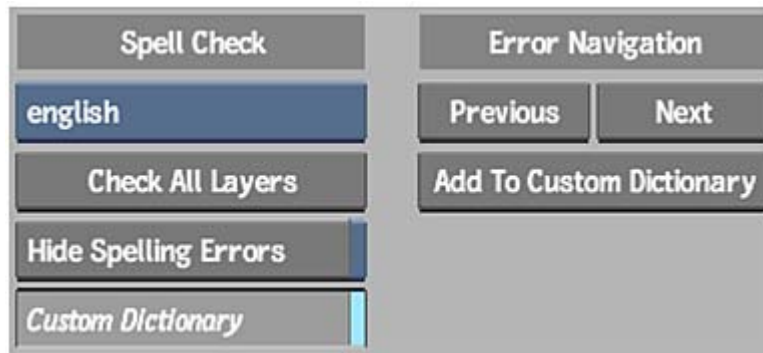 Spell Check
english
Check All Layers
Hide Spelling Errors
Custom Dictionary
Error Navigation
Previous Next
Add To Custom Dictionary